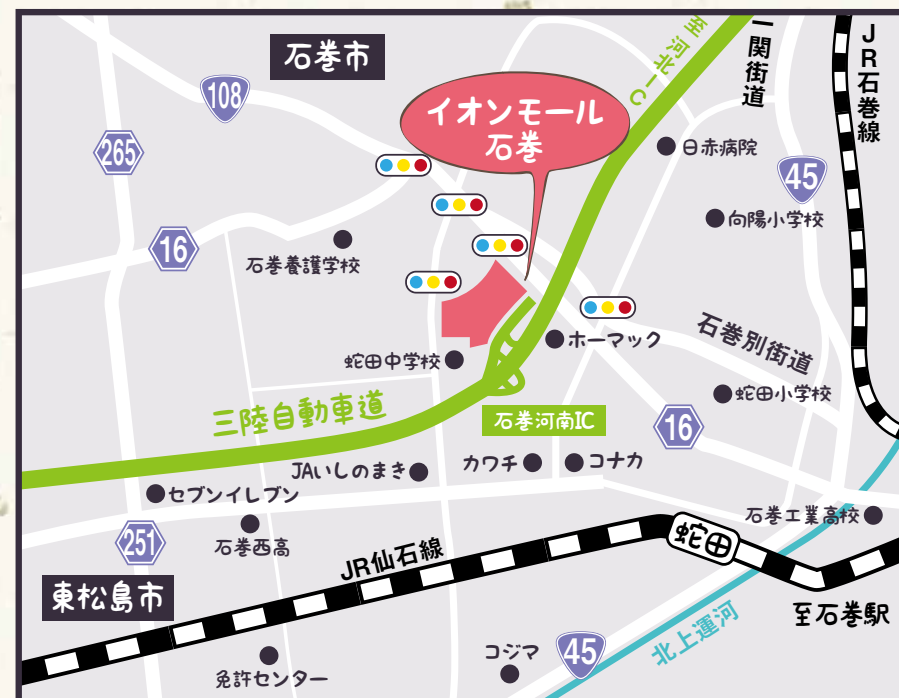 石巻市
至河北IC
一関街道
JR石巻線
108
イオンモール
石巻
265
日赤病院
45
向陽小学校
16
石巻養護学校
ホーマック
石巻別街道
蛇田中学校
蛇田小学校
三陸自動車道
石巻河南IC
16
JAいしのまき
カワチ
コナカ
セブンイレブン
石巻工業高校
251
石巻西高
JR仙石線
蛇田
東松島市
至石巻駅
北上運河
コジマ
45
免許センター